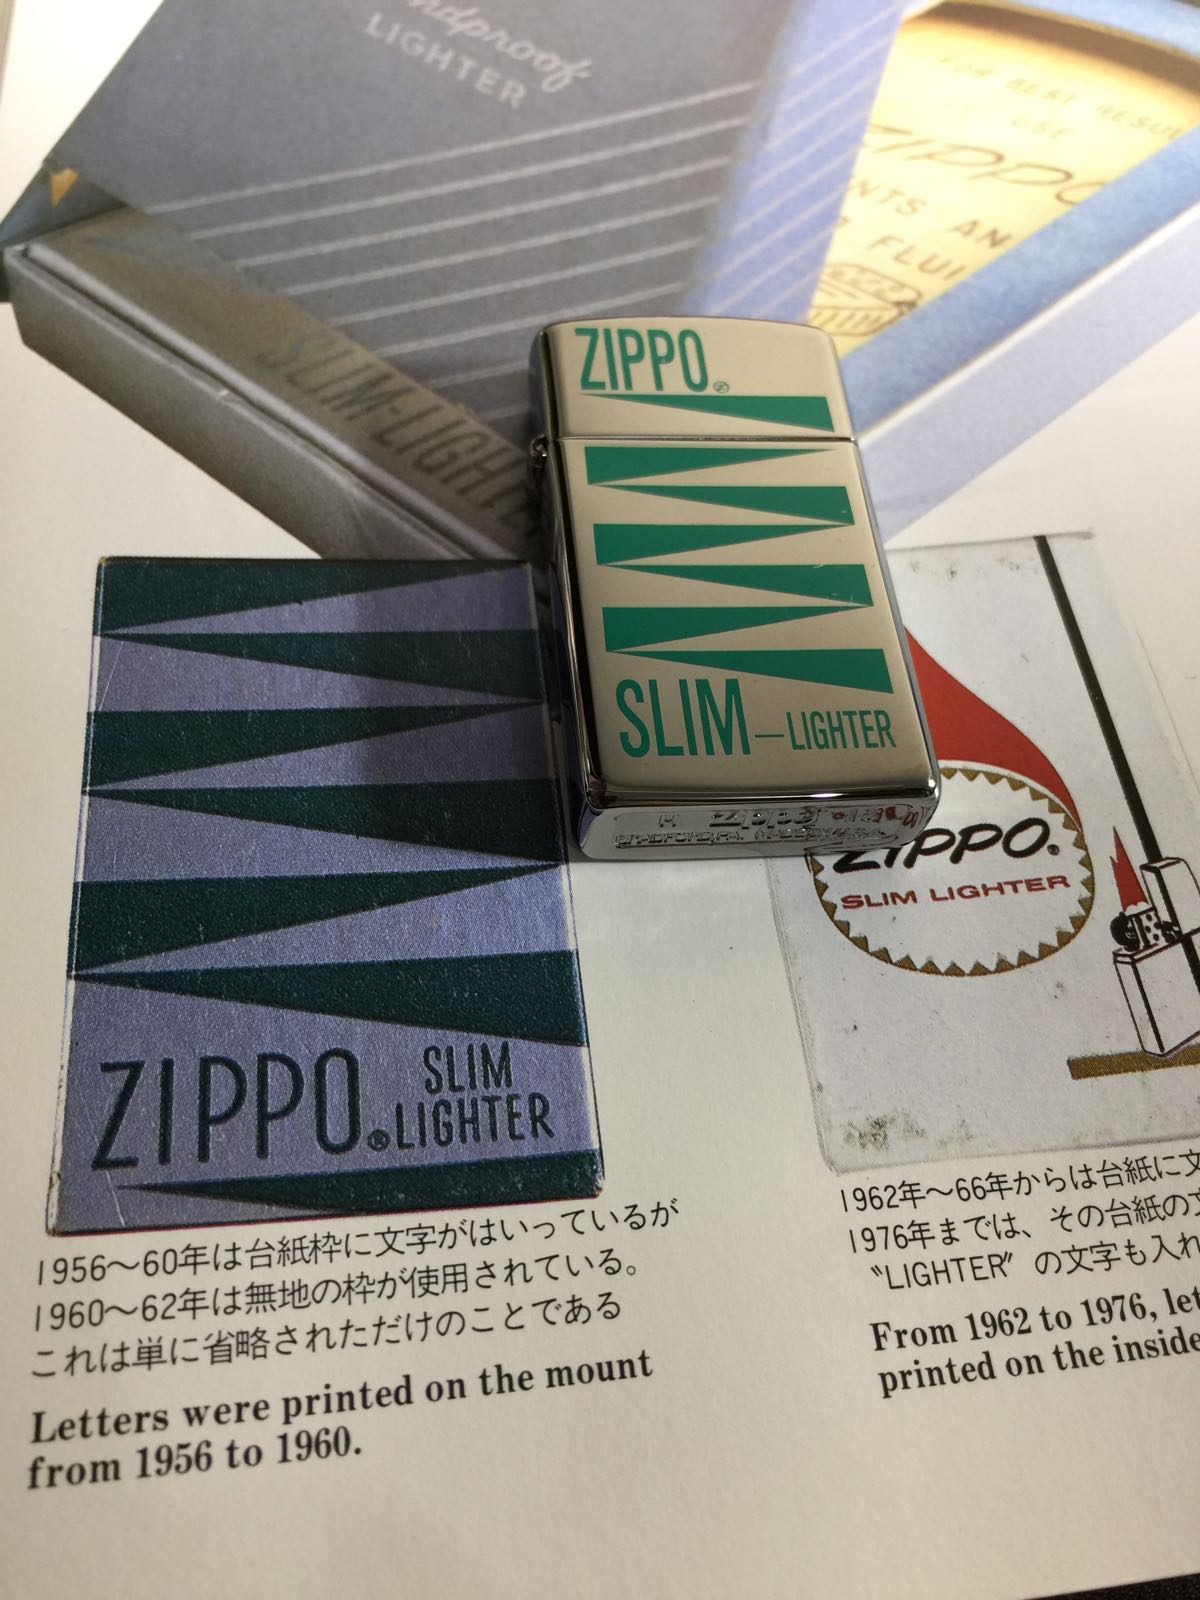 LIGHTER
FOR BEST
USE
ZIPPO
SLIM-LIGHTER
ZIPPO
SLIM—LIGHTER
Zippo
BRADFORD, PA.
ZIPPO®
SLIM LIGHTER
ZIPPO®
SLIM
LIGHTER
1956〜60年は台紙枠に文字がはいっているが
1960〜62年は無地の枠が使用されている。
これは単に省略されただけのことである
Letters were printed on the mount
from 1956 to 1960.
1962年〜66年からは台紙に文
1976年までは、その台紙の文
〝LIGHTER〟の文字も入れ
From 1962 to 1976, let
printed on the inside